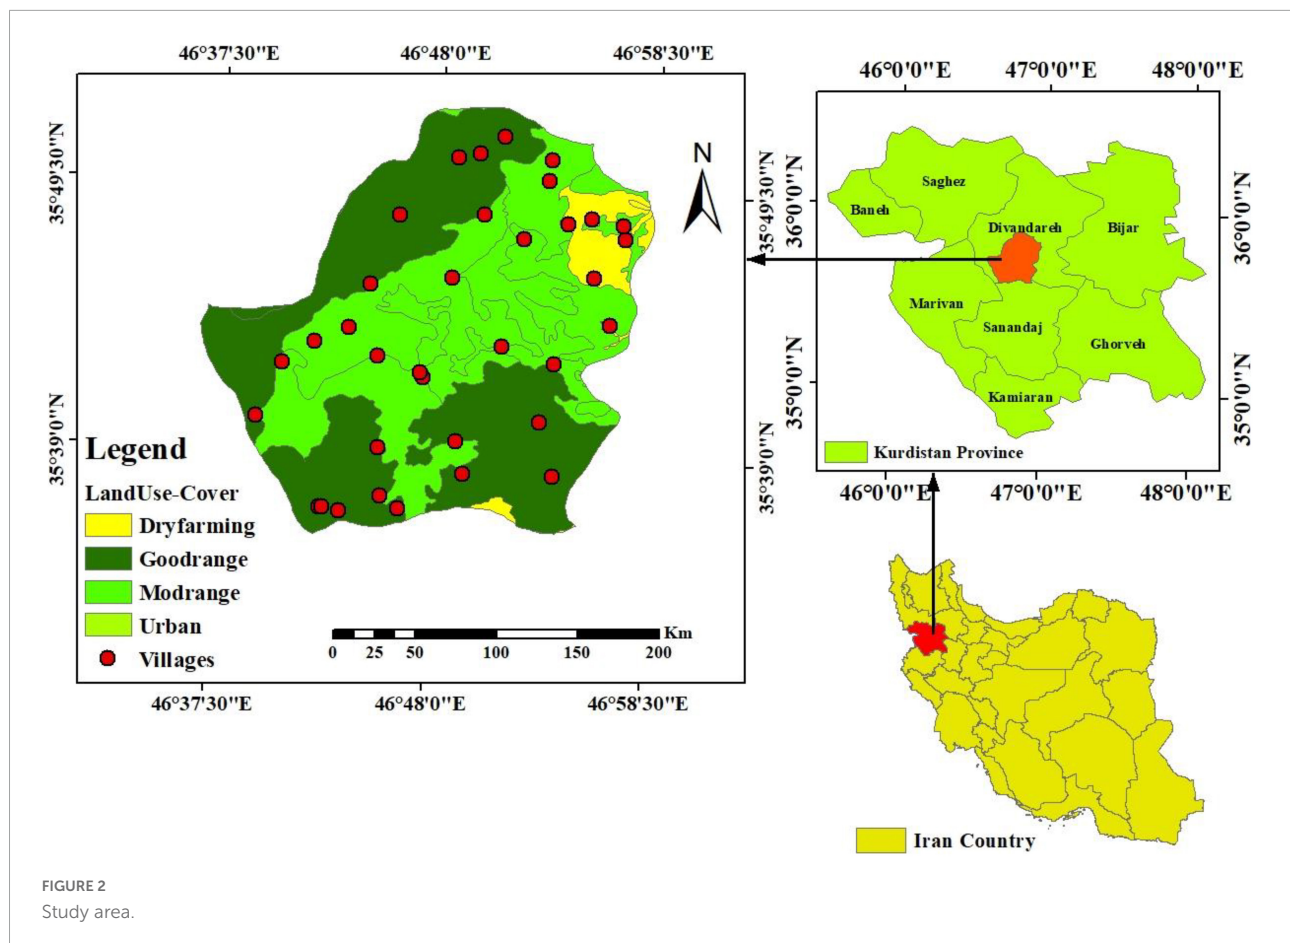 46°37'30"E 46°48'0"E 46°58'30"E
35°49'30"N
35°39'0"N
Legend
LandUse-Cover
Dryfarming
Goodrange
Modrange
Urban
Villages
0 25 50 100 150 200 Km
46°37'30"E 46°48'0"E 46°58'30"E
35°49'30"N
35°39'0"N
N
46°0'0"E 47°0'0"E 48°0'0"E
36°0'0"N
35°0'0"N
Saghez
Baneh
Divandareh
Bijar
Marivan
Sanandaj
Ghorveh
Kamiaran
Kurdistan Province
36°0'0"N
35°0'0"N
46°0'0"E 47°0'0"E 48°0'0"E
Iran Country
FIGURE 2
Study area.